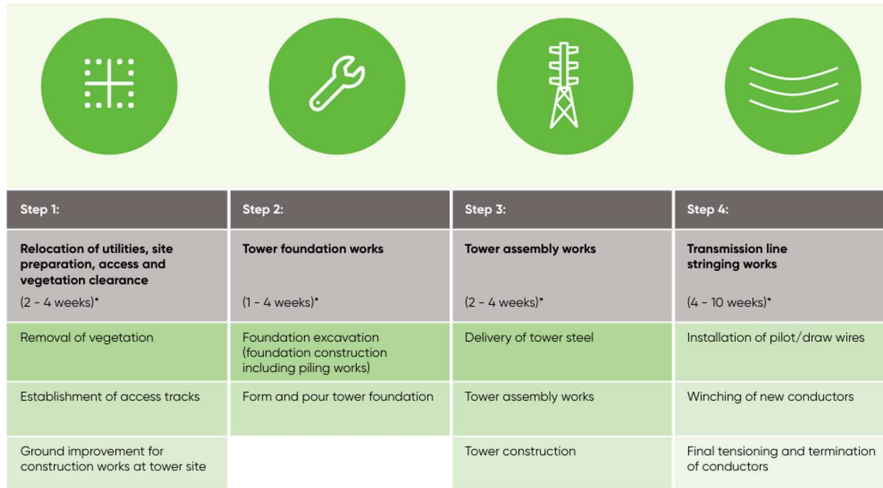 Step 1:
Step 2:
Step 3:
Step 4:
Relocation of utilities, site
preparation, access and
vegetation clearance
(2 - 4 weeks)*
Tower foundation works
(1 - 4 weeks)*
Tower assembly works
(2 - 4 weeks)*
Transmission line
stringing works
(4 - 10 weeks)*
Removal of vegetation
Foundation excavation
(foundation construction
including piling works)
Delivery of tower steel
Installation of pilot/draw wires
Establishment of access tracks
Form and pour tower foundation
Tower assembly works
Winching of new conductors
Ground improvement for
construction works at tower site
Tower construction
Final tensioning and termination
of conductors